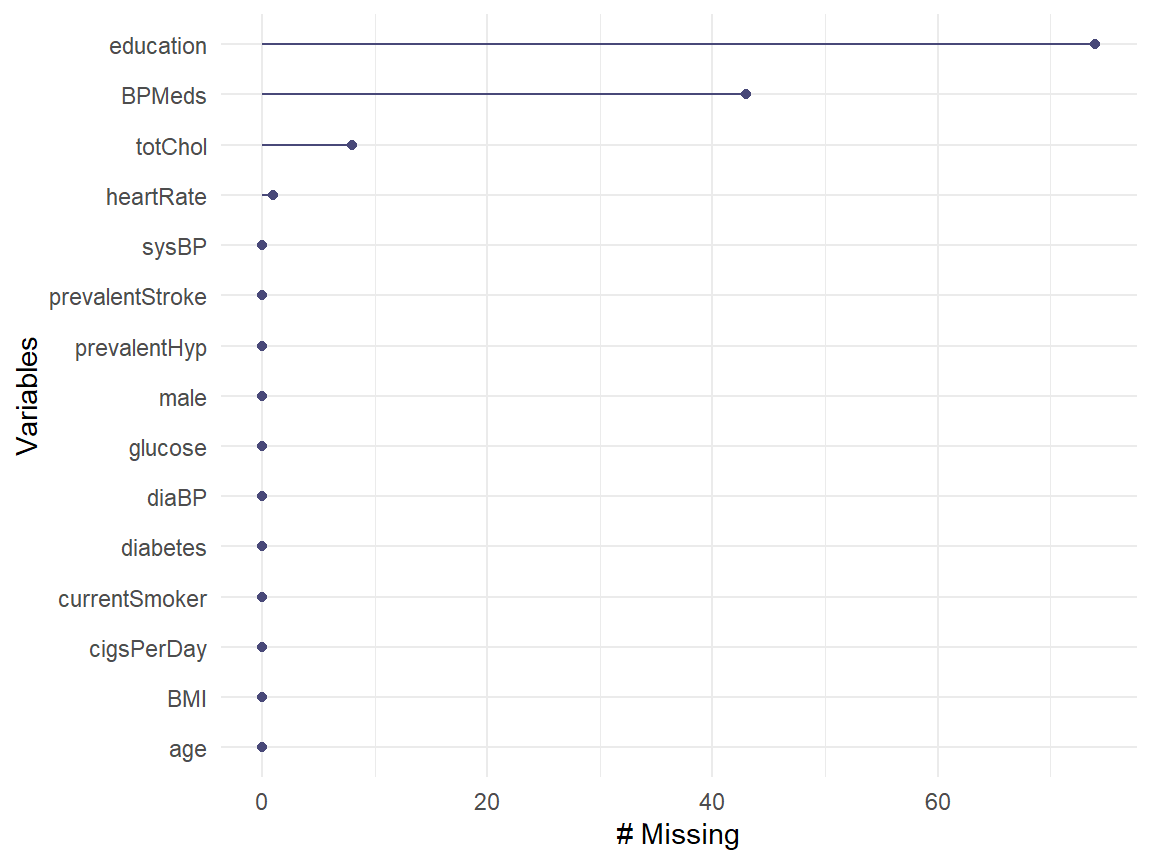 education
BPMeds
totChol
heartRate
sysBP
prevalentStroke
prevalentHyp
male
glucose
diaBP
diabetes
currentSmoker
cigsPerDay
BMI
age
Variables
0 20 40 60
# Missing